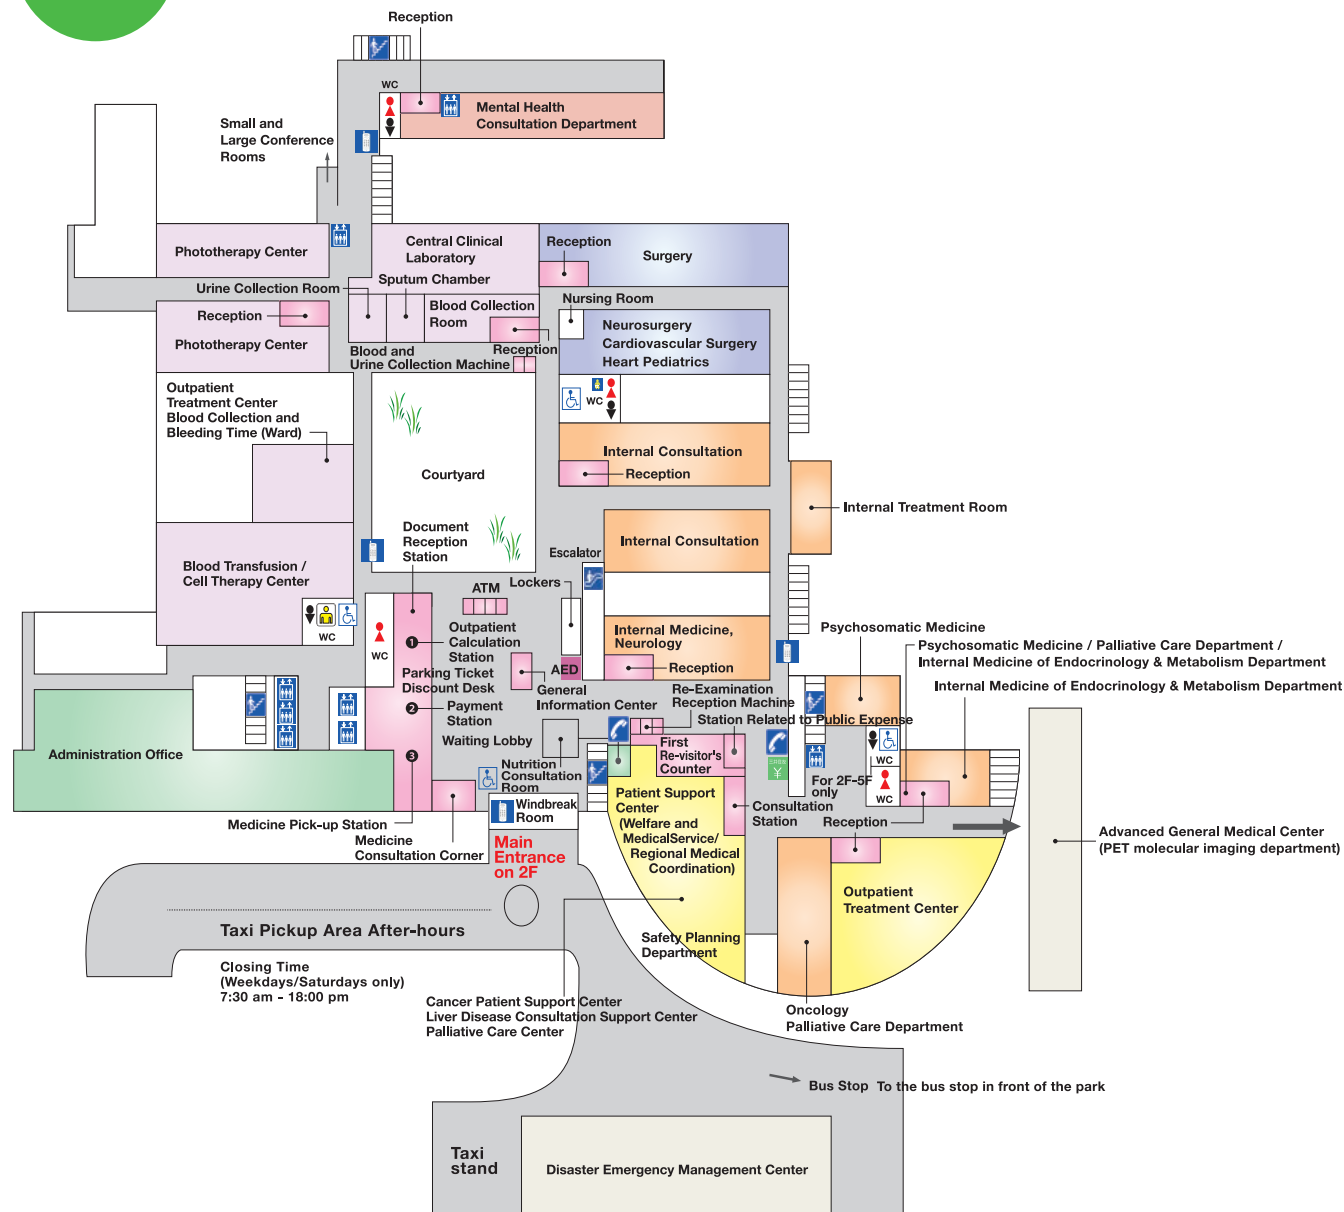 Reception
WC
Mental Health
Consultation Department
Small and
Large Conference
Rooms
Phototherapy Center
Central Clinical
Laboratory
Reception
Surgery
Sputum Chamber
Urine Collection Room
Nursing Room
Blood Collection
Room
Reception
Phototherapy Center
Neurosurgery
Cardiovascular Surgery
Heart Pediatrics
Blood and
Urine Collection Machine
Reception
Outpatient
Treatment Center
Blood Collection and
Bleeding Time (Ward)
WC
Internal Consultation
Reception
Courtyard
Internal Treatment Room
Document
Reception
Station
Internal Consultation
Escalator
Blood Transfusion /
Cell Therapy Center
Lockers
ATM
WC
WC
1
Outpatient
Calculation
Station
Internal Medicine,
Neurology
Reception
AED
Psychosomatic Medicine
Psychosomatic Medicine / Palliative Care Department /
Internal Medicine of Endocrinology & Metabolism Department
Internal Medicine of Endocrinology & Metabolism Department
Parking Ticket
Discount Desk
2
Payment
Station
General
Information Center
Re-Examination
Reception Machine
Station Related to Public Expense
Waiting Lobby
Administration Office
3
First
Re-visitor's
Counter
WC
WC
Nutrition
Consultation
Room
For 2F-5F
only
Patient Support
Center
(Welfare and
MedicalService/
Regional Medical
Coordination)
Consultation
Station
Reception
Windbreak
Room
Medicine Pick-up Station
Medicine
Consultation Corner
Main
Entrance
on 2F
Advanced General Medical Center
(PET molecular imaging department)
Outpatient
Treatment Center
Taxi Pickup Area After-hours
Safety Planning
Department
Closing Time
(Weekdays/Saturdays only)
7:30 am - 18:00 pm
Cancer Patient Support Center
Liver Disease Consultation Support Center
Palliative Care Center
Oncology
Palliative Care Department
Bus Stop To the bus stop in front of the park
Taxi
stand
Disaster Emergency Management Center